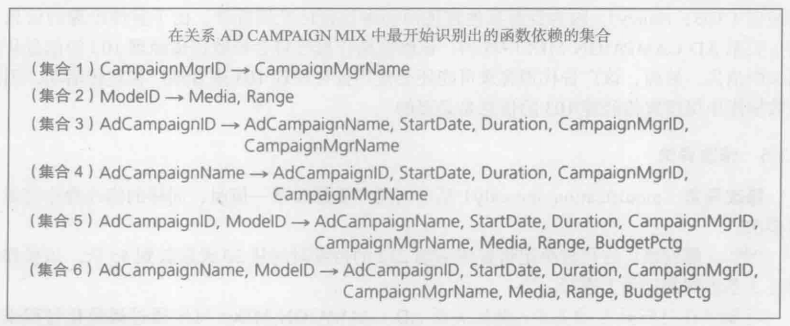 在关系 AD CAMPAIGN MIX 中最开始识别出的函数依赖的集合
(集合 1) CampaignMgrID → CampaignMgrName
(集合 2) ModelID → Media, Range
(集合 3) AdCampaignID → AdCampaignName, StartDate, Duration, CampaignMgrID,
CampaignMgrName
(集合 4) AdCampaignName → AdCampaignID, StartDate, Duration, CampaignMgrID,
CampaignMgrName
(集合 5) AdCampaignID, ModelID → AdCampaignName, StartDate, Duration, CampaignMgrID,
CampaignMgrName, Media, Range, BudgetPctg
(集合 6) AdCampaignName, ModelID → AdCampaignID, StartDate, Duration, CampaignMgrID,
CampaignMgrName, Media, Range, BudgetPctg